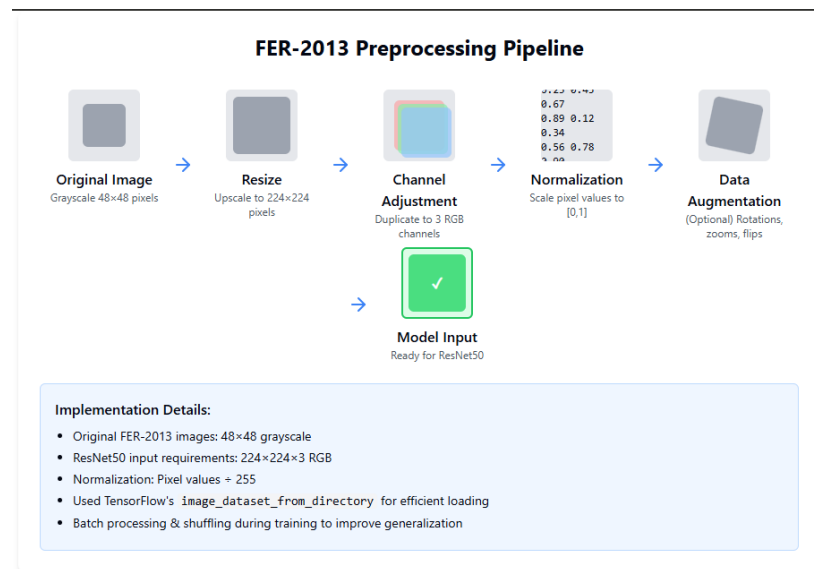 FER-2013 Preprocessing Pipeline
0.67
0.89 0.12
0.34
0.56 0.78
Original Image
Grayscale 48×48 pixels
Resize
Upscale to 224×224
pixels
Channel
Adjustment
Duplicate to 3 RGB
channels
Normalization
Scale pixel values to
[0,1]
Data
Augmentation
(Optional) Rotations,
zooms, flips
Model Input
Ready for ResNet50
Implementation Details:
• Original FER-2013 images: 48×48 grayscale
• ResNet50 input requirements: 224×224×3 RGB
• Normalization: Pixel values ÷ 255
• Used TensorFlow's image_dataset_from_directory for efficient loading
• Batch processing & shuffling during training to improve generalization